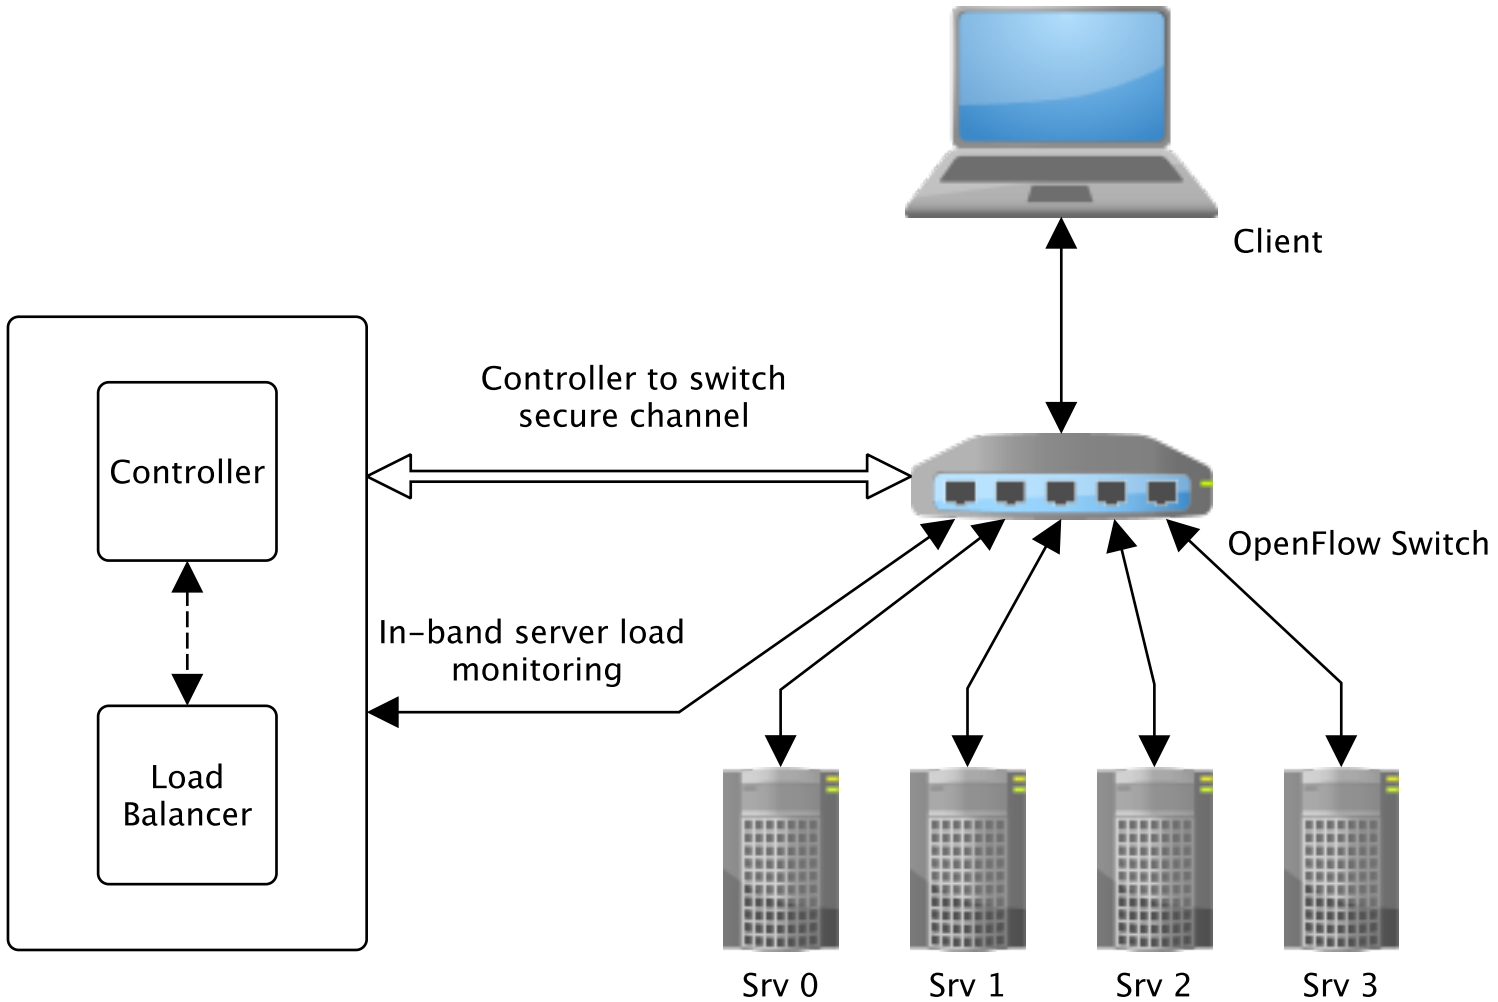 Client
Controller to switch
secure channel
Controller
OpenFlow Switch
In-band server load
monitoring
Load
Balancer
Srv 0
Srv 1
Srv 2
Srv 3